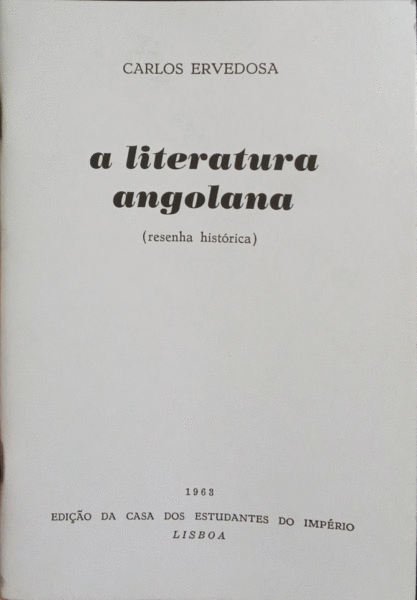 CARLOS ERVEDOSA
a literatura
angolana
(resenha histórica)
1963
EDIÇÃO DA CASA DOS ESTUDANTES DO IMPÉRIO
LISBOA